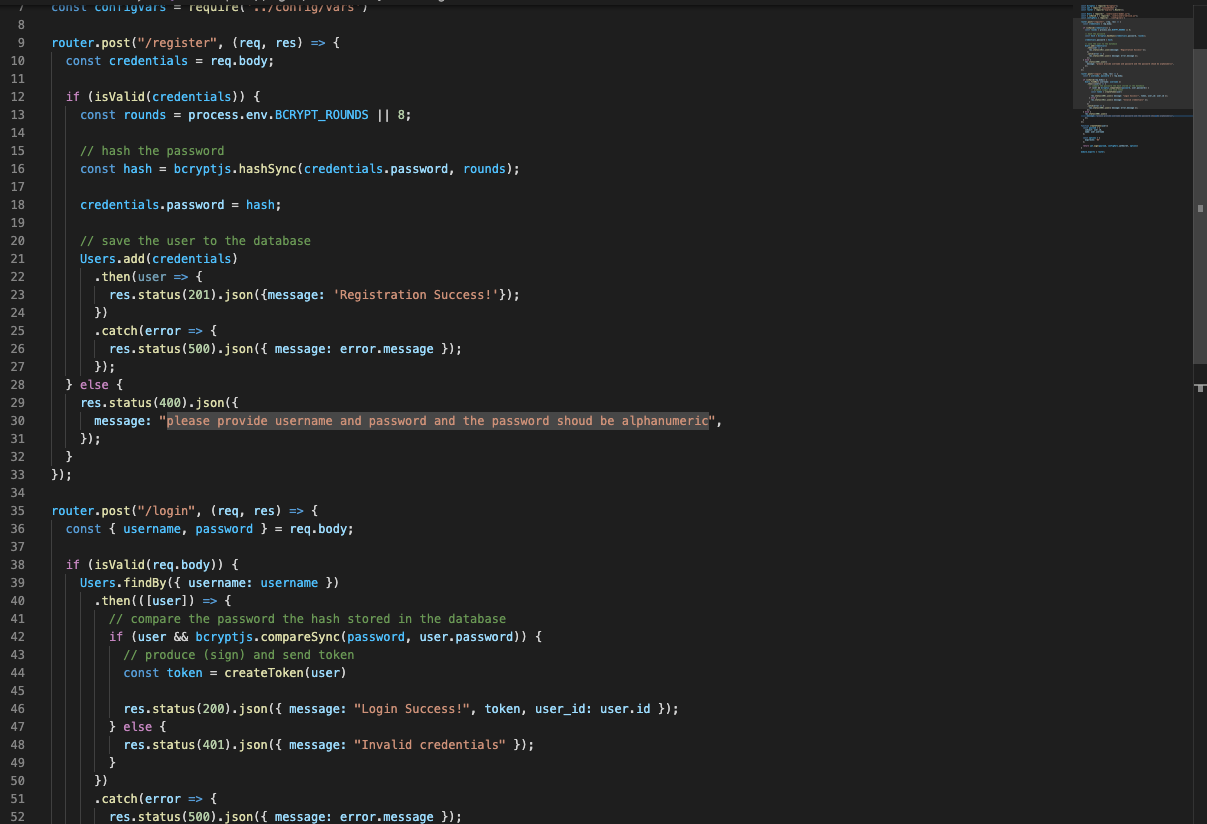 7 const configVars = require('../config/vars')
8
9 router.post("/register", (req, res) => {
10 const credentials = req.body;
11
12 if (isValid(credentials)) {
13 const rounds = process.env.BCRYPT_ROUNDS || 8;
14
15 // hash the password
16 const hash = bcryptjs.hashSync(credentials.password, rounds);
17
18 credentials.password = hash;
19
20 // save the user to the database
21 Users.add(credentials)
22 .then(user => {
23 res.status(201).json({message: 'Registration Success!'});
24 })
25 .catch(error => {
26 res.status(500).json({ message: error.message });
27 });
28 } else {
29 res.status(400).json({
30 message: "please provide username and password and the password shoud be alphanumeric",
31 });
32 }
33 });
34
35 router.post("/login", (req, res) => {
36 const { username, password } = req.body;
37
38 if (isValid(req.body)) {
39 Users.findBy({ username: username })
40 .then(([user]) => {
41 // compare the password the hash stored in the database
42 if (user && bcryptjs.compareSync(password, user.password)) {
43 // produce (sign) and send token
44 const token = createToken(user)
45
46 res.status(200).json({ message: "Login Success!", token, user_id: user.id });
47 } else {
48 res.status(401).json({ message: "Invalid credentials" });
49 }
50 })
51 .catch(error => {
52 res.status(500).json({ message: error.message });